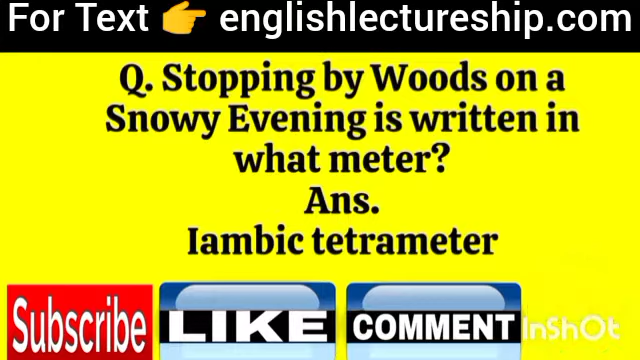 For Text 👉 englishlectureship.com
Q. Stopping by Woods on a
Snowy Evening is written in
what meter?
Ans.
Iambic tetrameter
Subscribe LIKE COMMENT InShOt